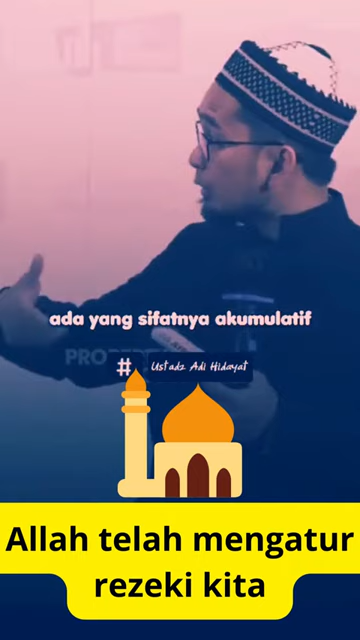 ada yang sifatnya akumulatif
# Ustadz Adi Hidayat
Allah telah mengatur
rezeki kita